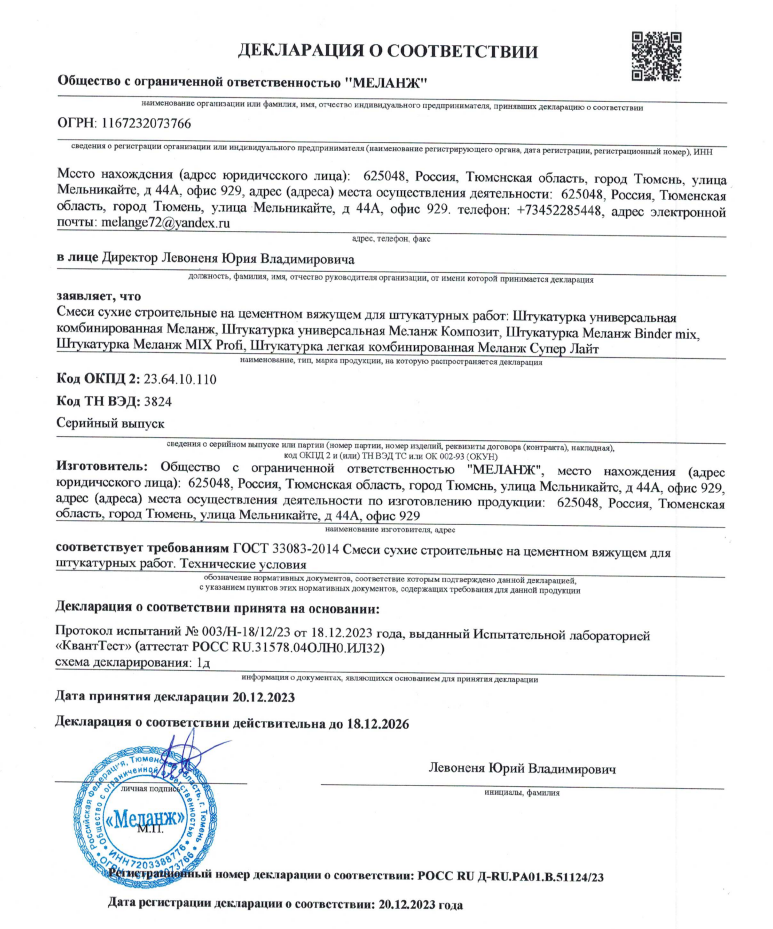 ДЕКЛАРАЦИЯ О СООТВЕТСТВИИ
Общество с ограниченной ответственностью "МЕЛАНЖ"
наименование организации или фамилия, имя, отчество индивидуального предпринимателя, принявших декларацию о соответствии
ОГРН: 1167232073766
сведения о регистрации организации или индивидуального предпринимателя (наименование регистрирующего органа, дата регистрации, регистрационный номер), ИНН
Место нахождения (адрес юридического лица): 625048, Россия, Тюменская область, город Тюмень, улица
Мельникайте, д 44А, офис 929, адрес (адреса) места осуществления деятельности: 625048, Россия, Тюменская
область, город Тюмень, улица Мельникайте, д 44А, офис 929. телефон: +73452285448, адрес электронной
почты: melange72@yandex.ru
адрес, телефон, факс
в лице Директор Левоненя Юрия Владимировича
должность, фамилия, имя, отчество руководителя организации, от имени которой принимается декларация
заявляет, что
Смеси сухие строительные на цементном вяжущем для штукатурных работ: Штукатурка универсальная
комбинированная Меланж, Штукатурка универсальная Меланж Композит, Штукатурка Меланж Binder mix,
Штукатурка Меланж MIX Profi, Штукатурка легкая комбинированная Меланж Супер Лайт
наименование, тип, марка продукции, на которую распространяется декларация
Код ОКПД 2: 23.64.10.110
Код ТН ВЭД: 3824
Серийный выпуск
сведения о серийном выпуске или партии (номер партии, номер изделий, реквизиты договора (контракта), накладная),
код ОКПД 2 и (или) ТН ВЭД ТС или ОК 002-93 (ОКУН)
Изготовитель: Общество с ограниченной ответственностью "МЕЛАНЖ", место нахождения (адрес
юридического лица): 625048, Россия, Тюменская область, город Тюмень, улица Мельникайте, д 44А, офис 929,
адрес (адреса) места осуществления деятельности по изготовлению продукции: 625048, Россия, Тюменская
область, город Тюмень, улица Мельникайте, д 44А, офис 929
наименование изготовителя, адрес
соответствует требованиям ГОСТ 33083-2014 Смеси сухие строительные на цементном вяжущем для
штукатурных работ. Технические условия
обозначение нормативных документов, соответствие которым подтверждено данной декларацией,
с указанием пунктов этих нормативных документов, содержащих требования для данной продукции
Декларация о соответствии принята на основании:
Протокол испытаний № 003/Н-18/12/23 от 18.12.2023 года, выданный Испытательной лабораторией
«КвантТест» (аттестат РОСС RU.31578.04ОЛН0.ИЛ32)
схема декларирования: 1д
информация о документах, являющихся основанием для принятия декларации
Дата принятия декларации 20.12.2023
Декларация о соответствии действительна до 18.12.2026
Левоненя Юрий Владимирович
личная подпись
инициалы, фамилия
Российская Федерация, Тюменская область, г. Тюмень
Общество с ограниченной ответственностью
«Меланж»
М.П.
ИНН 7203388776
Регистрационный номер декларации о соответствии: РОСС RU Д-RU.РА01.В.51124/23
Дата регистрации декларации о соответствии: 20.12.2023 года